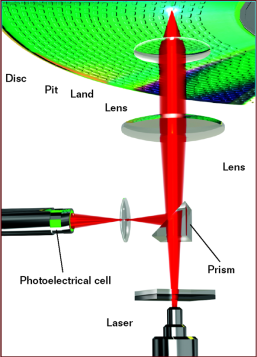 Disc
Pit
Land
Lens
Lens
Photoelectrical cell
Prism
Laser